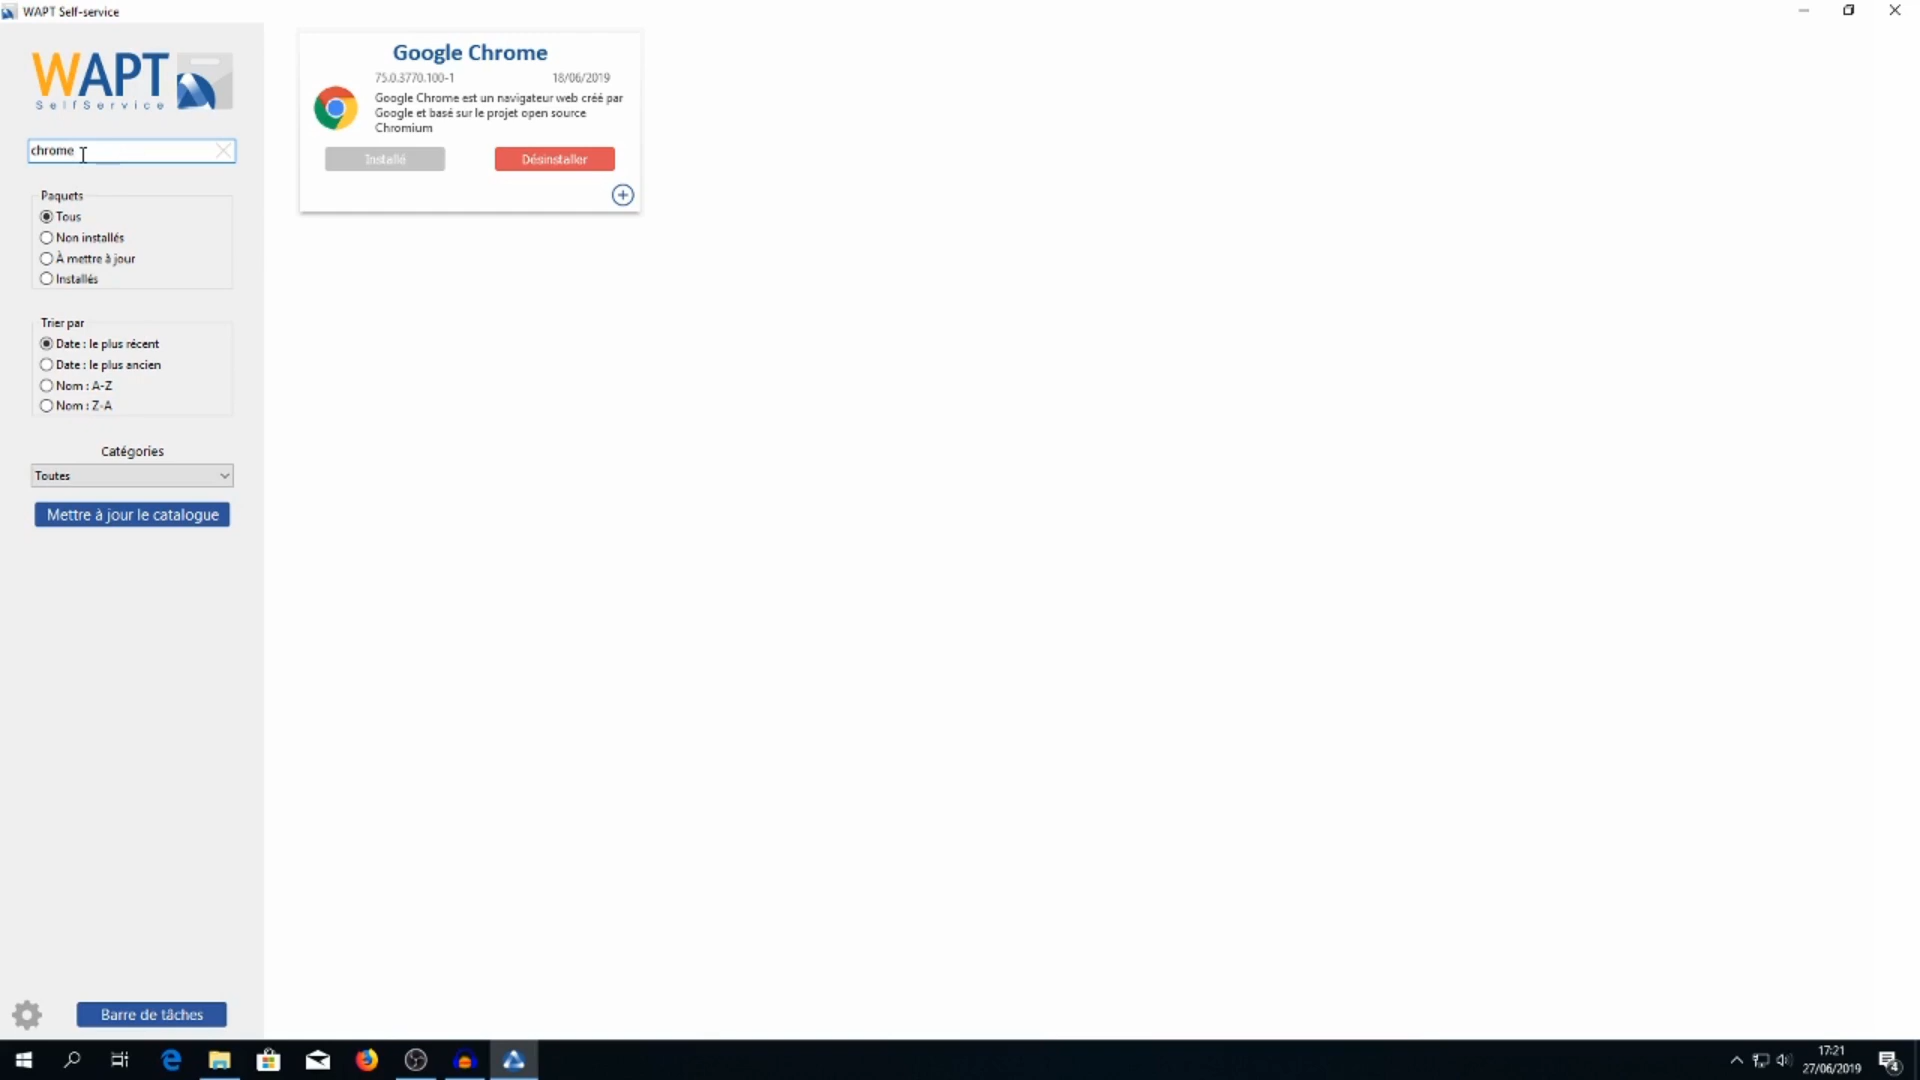 WAPT Self-service
WAPT
SelfService
chrome
Paquets
Tous
Non installés
À mettre à jour
Installés
Trier par
Date : le plus récent
Date : le plus ancien
Nom : A-Z
Nom : Z-A
Catégories
Toutes
Mettre à jour le catalogue
Barre de tâches
Google Chrome
75.0.3770.100-1 18/06/2019
Google Chrome est un navigateur web créé par
Google et basé sur le projet open source
Chromium
Installé Désinstaller
17:21
27/06/2019
4